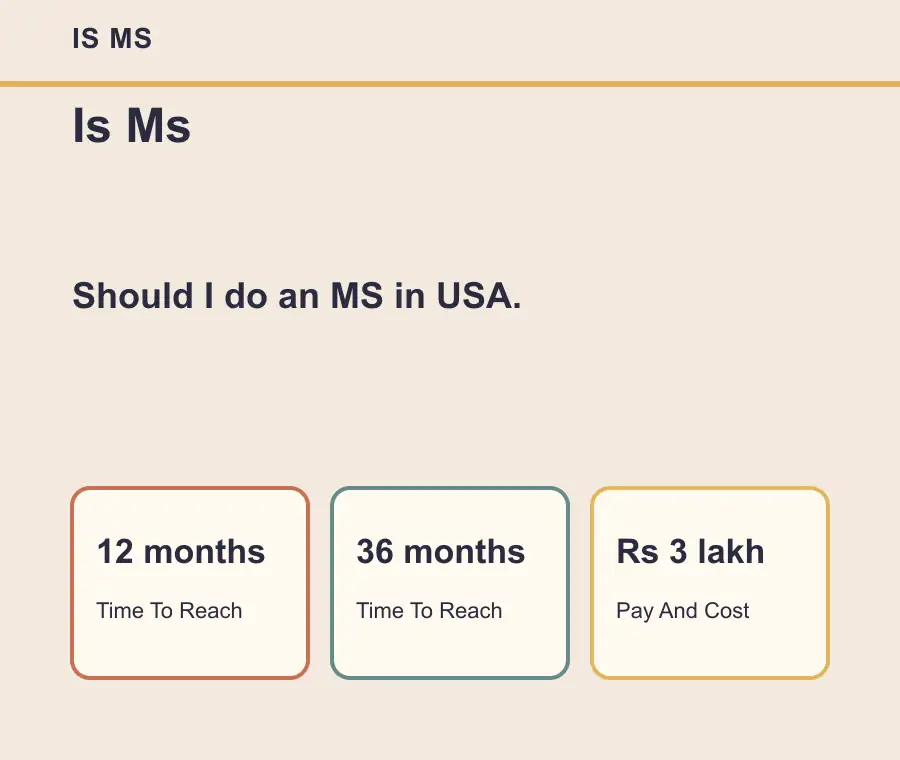 IS MS
Is Ms
Should I do an MS in USA.
12 months
Time To Reach
36 months
Time To Reach
Rs 3 lakh
Pay And Cost